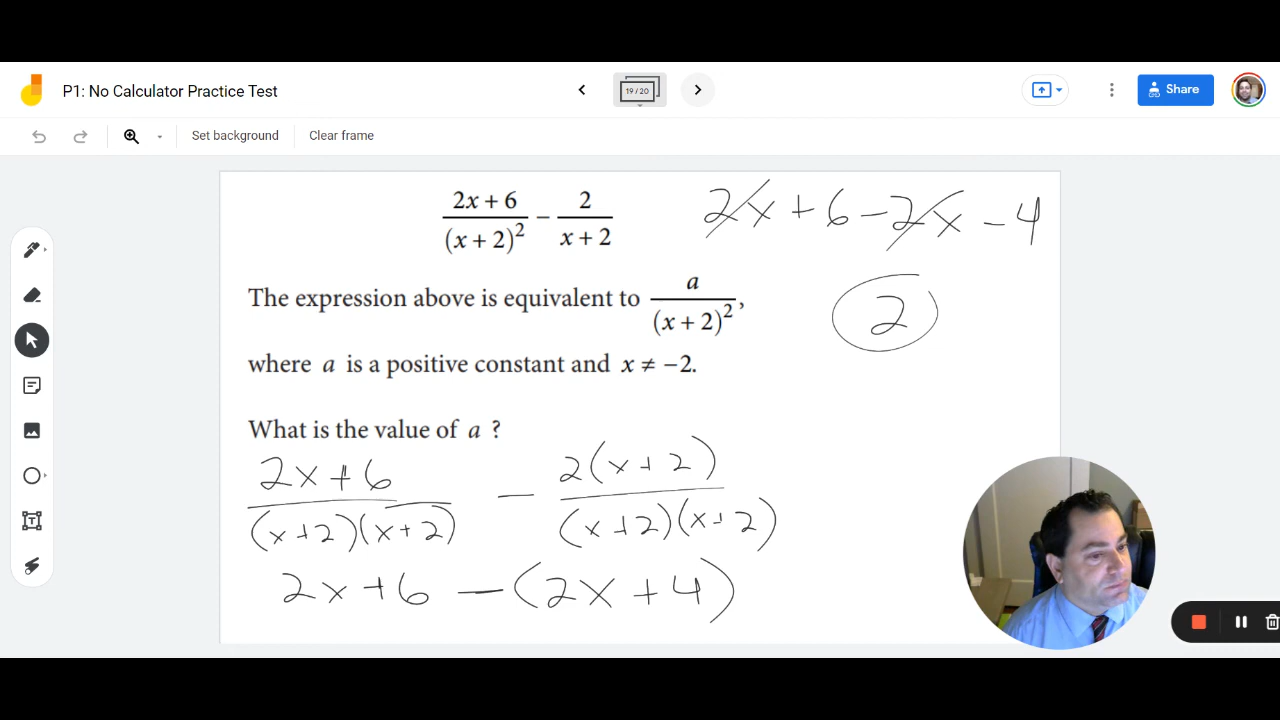 P1: No Calculator Practice Test
19 / 20
Share
Set background
Clear frame
2x + 6 / (x + 2)² − 2 / x + 2
2x + 6 − 2x − 4
The expression above is equivalent to a / (x + 2)²,
2
where a is a positive constant and x ≠ −2.
What is the value of a ?
2x + 6 / (x+2)(x+2) − 2(x+2) / (x+2)(x+2)
2x+6 − (2x + 4)